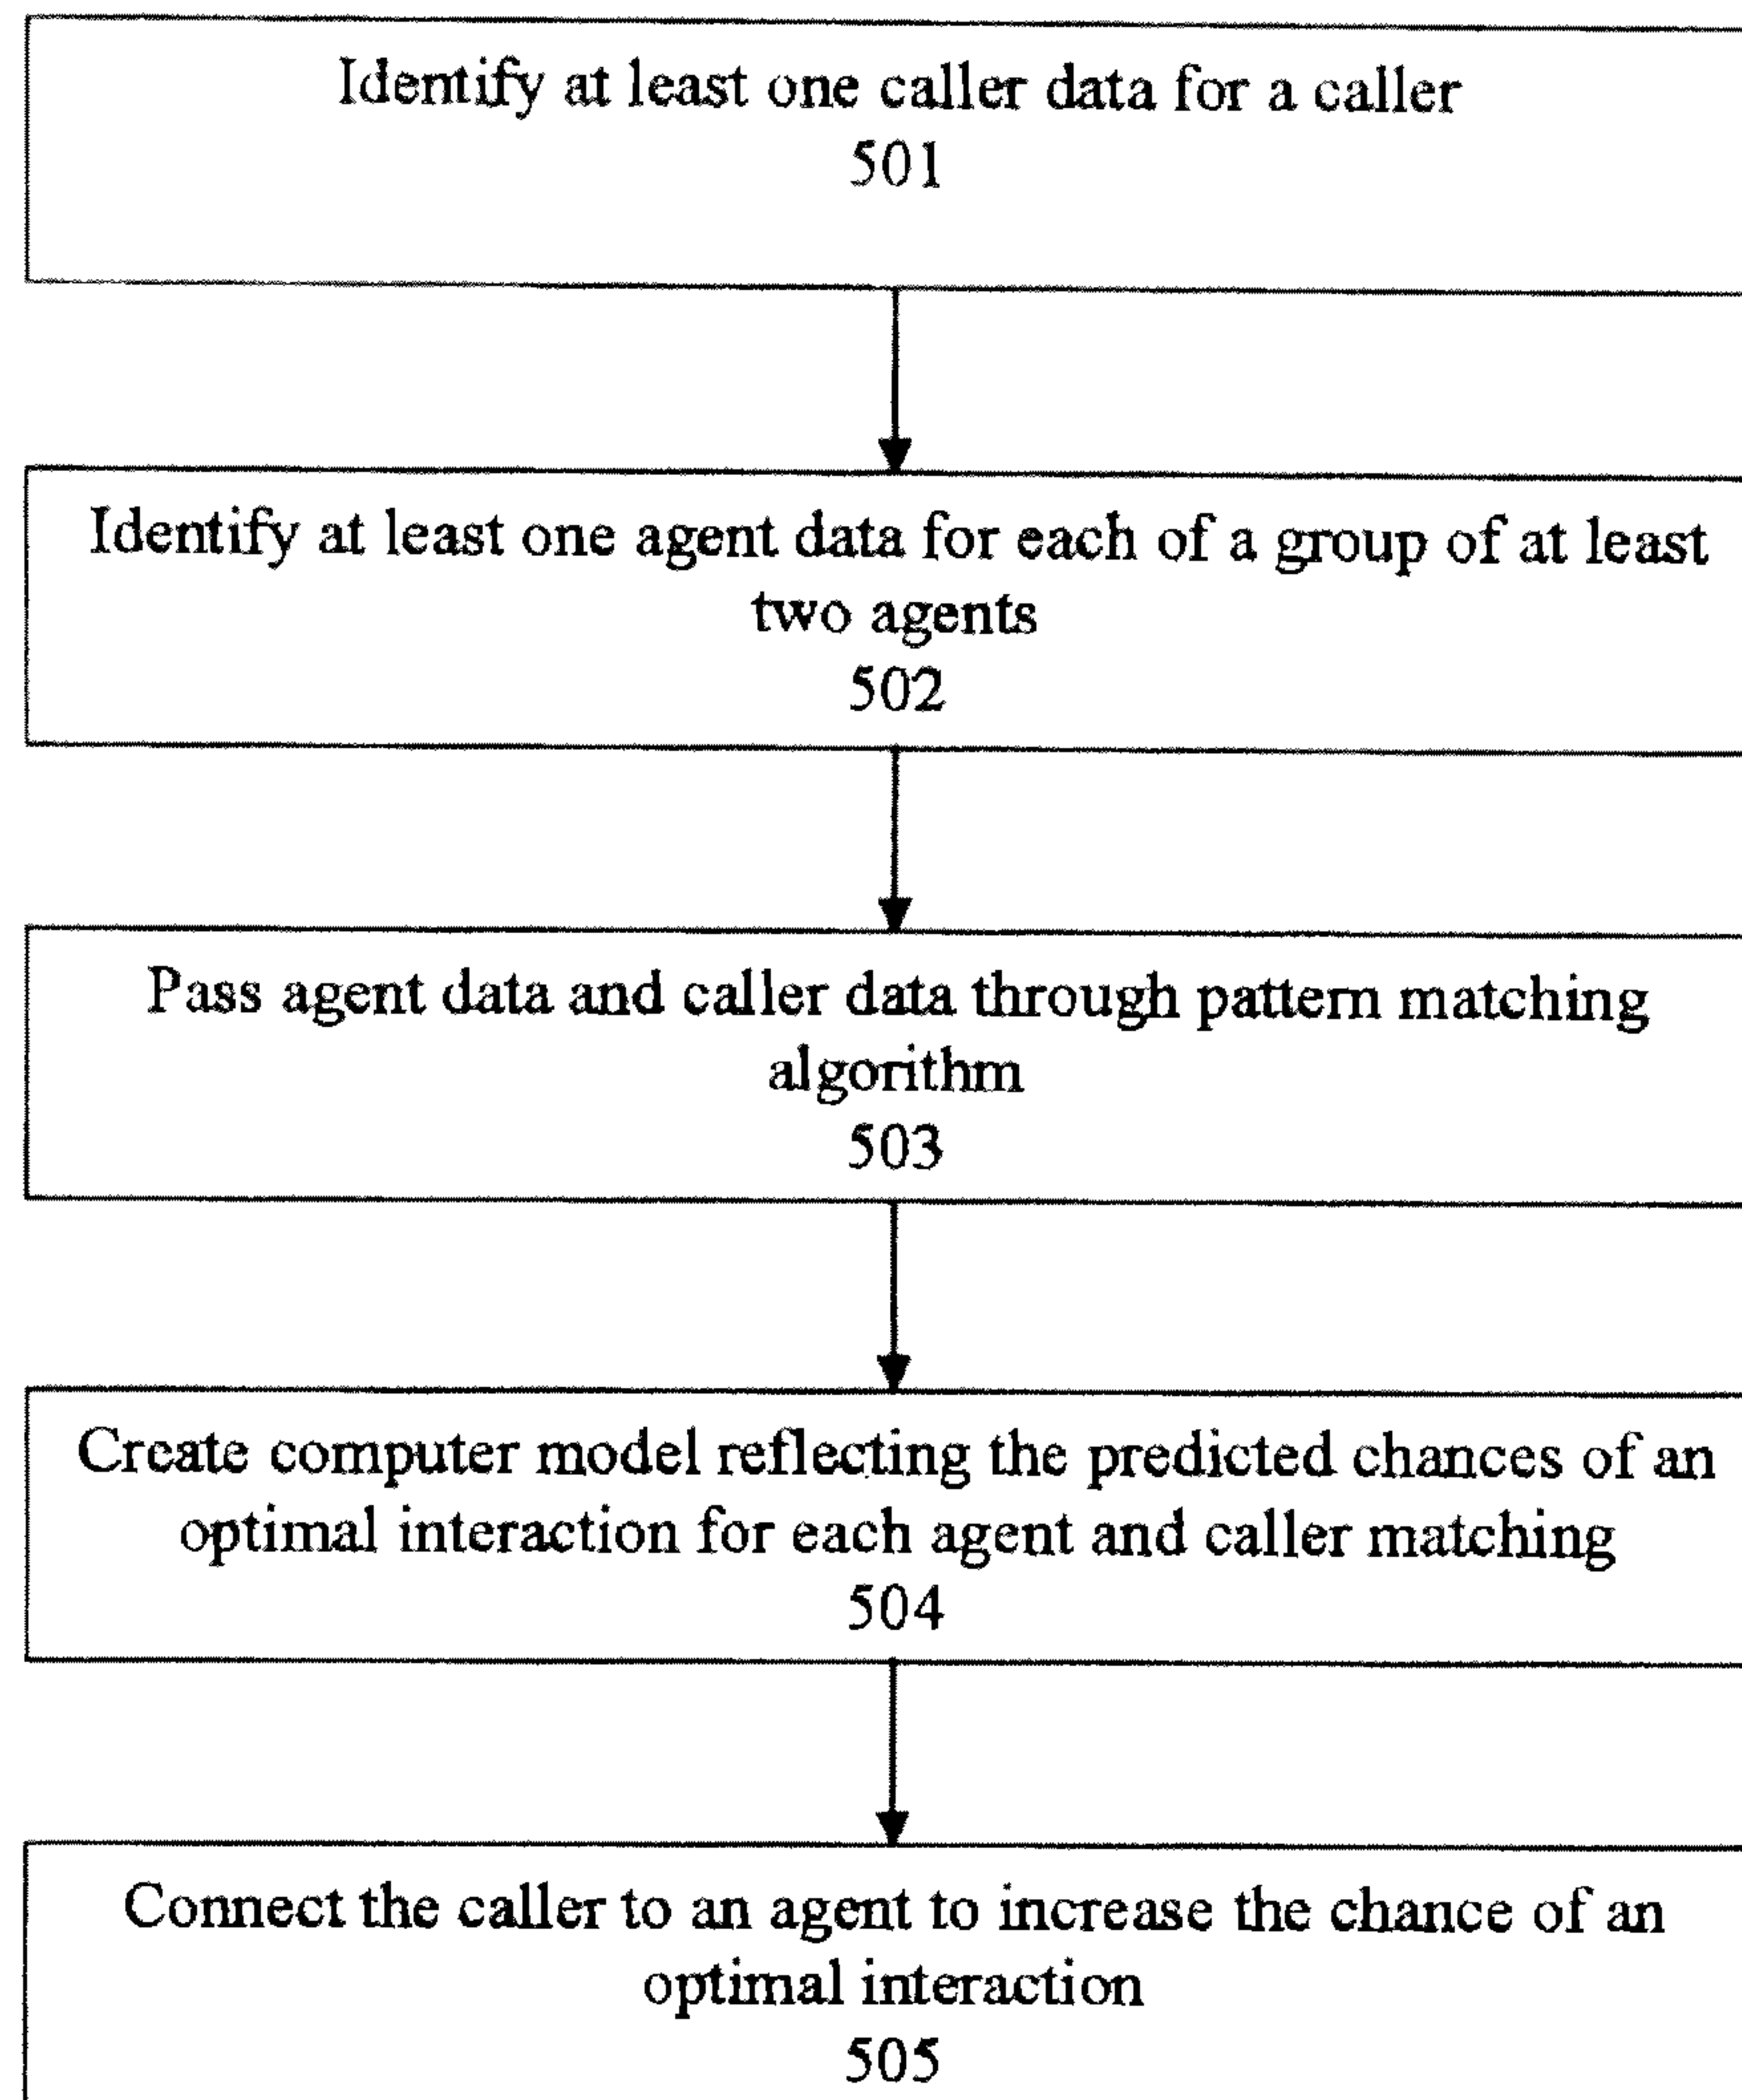 Identify at least one caller data for a caller
501
Identify at least one agent data for each of a group of at least
two agents
502
Pass agent data and caller data through pattern matching
algorithm
503
Create computer model reflecting the predicted chances of an
optimal interaction for each agent and caller matching
504
Connect the caller to an agent to increase the chance of an
optimal interaction
505